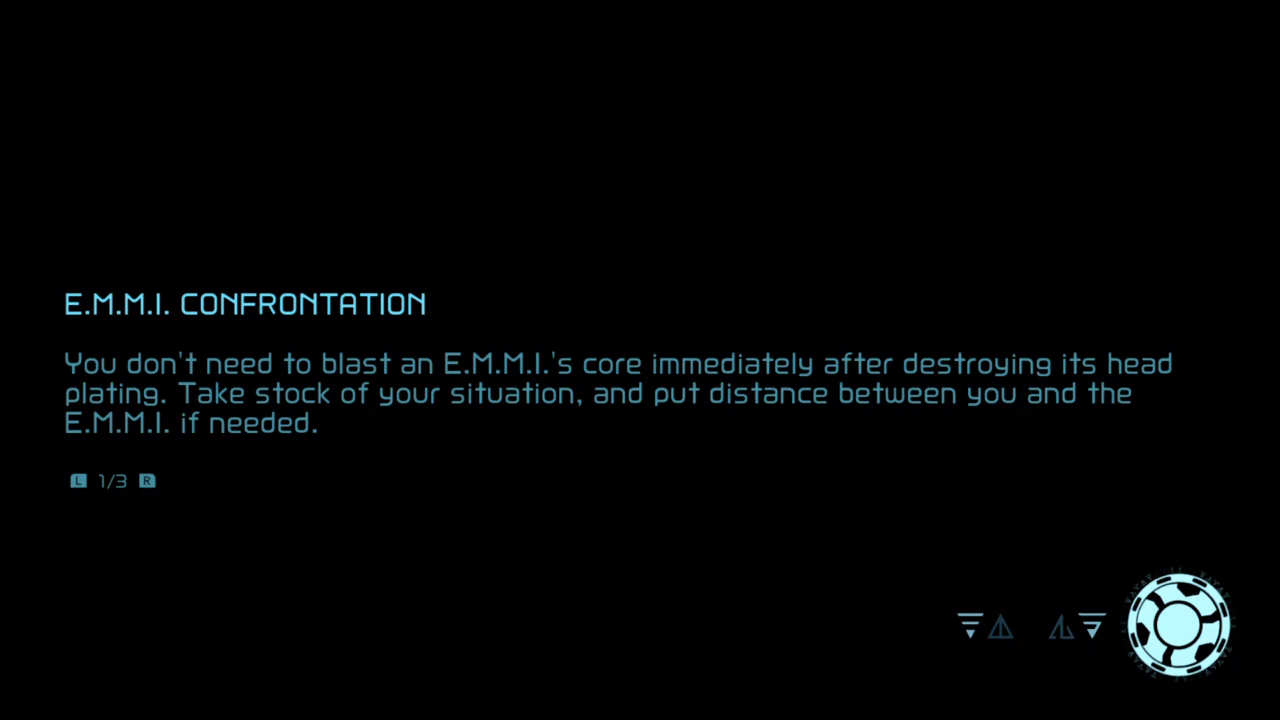 E.M.M.I. CONFRONTATION
You don't need to blast an E.M.M.I.'s core immediately after destroying its head
plating. Take stock of your situation, and put distance between you and the
E.M.M.I. if needed.
L 1/3 R